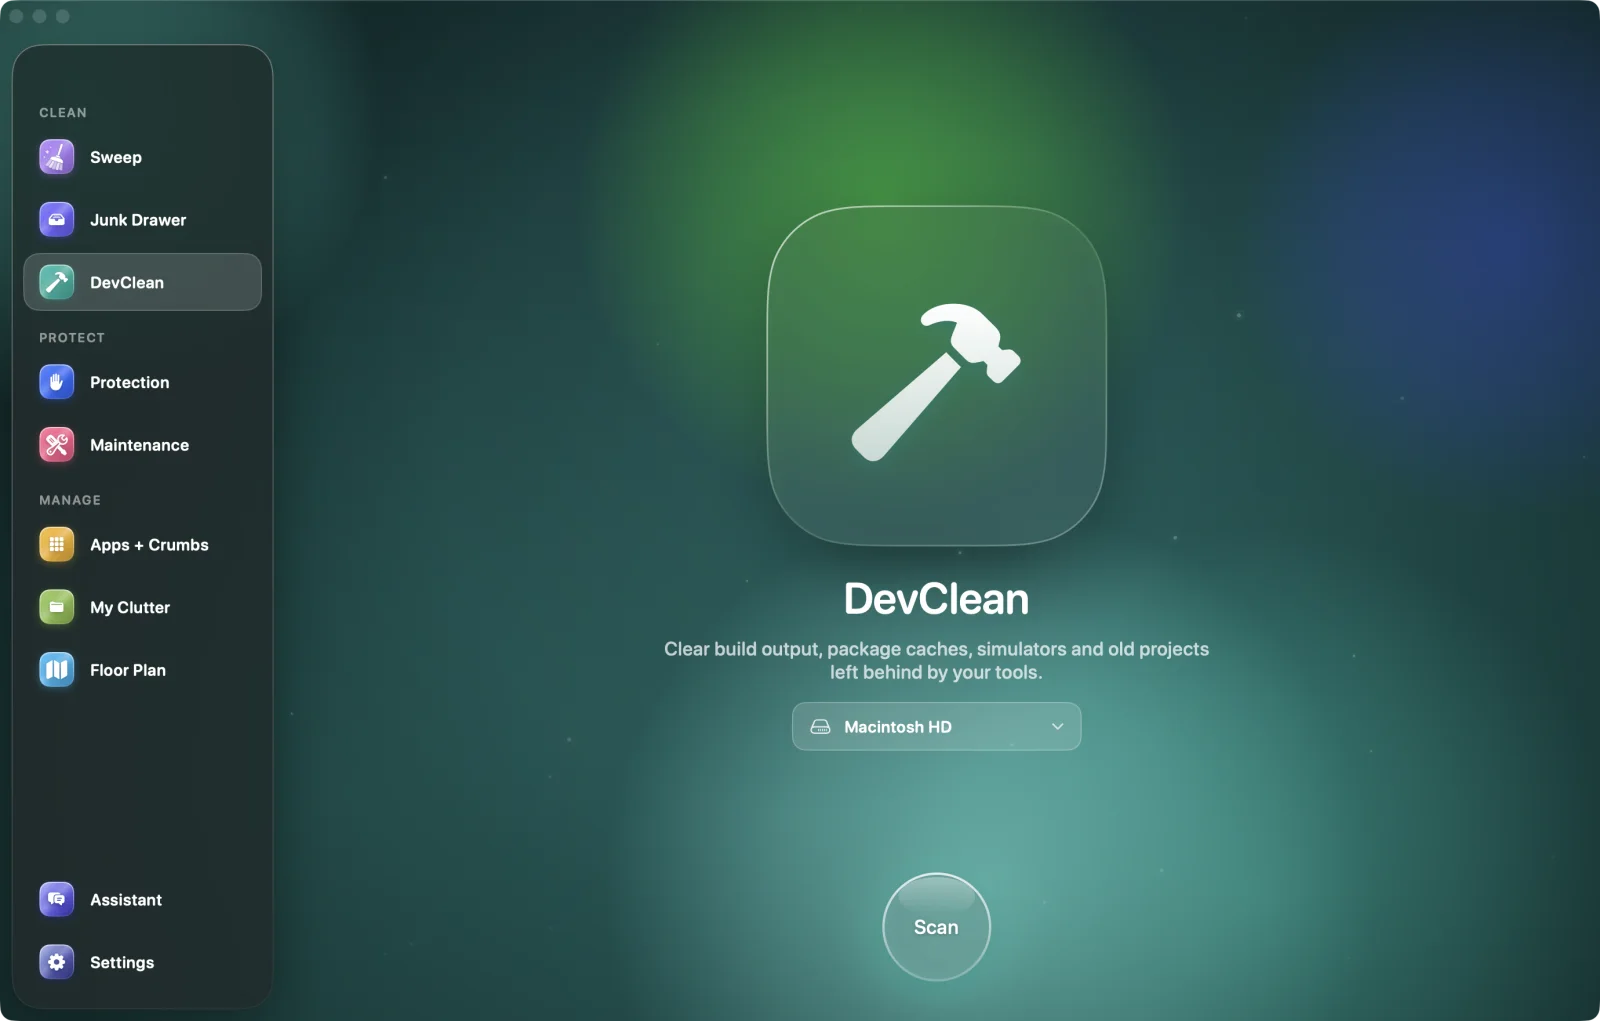 CLEAN
Sweep
Junk Drawer
DevClean
PROTECT
Protection
Maintenance
MANAGE
Apps + Crumbs
My Clutter
Floor Plan
Assistant
Settings
DevClean
Clear build output, package caches, simulators and old projects
left behind by your tools.
Macintosh HD
Scan